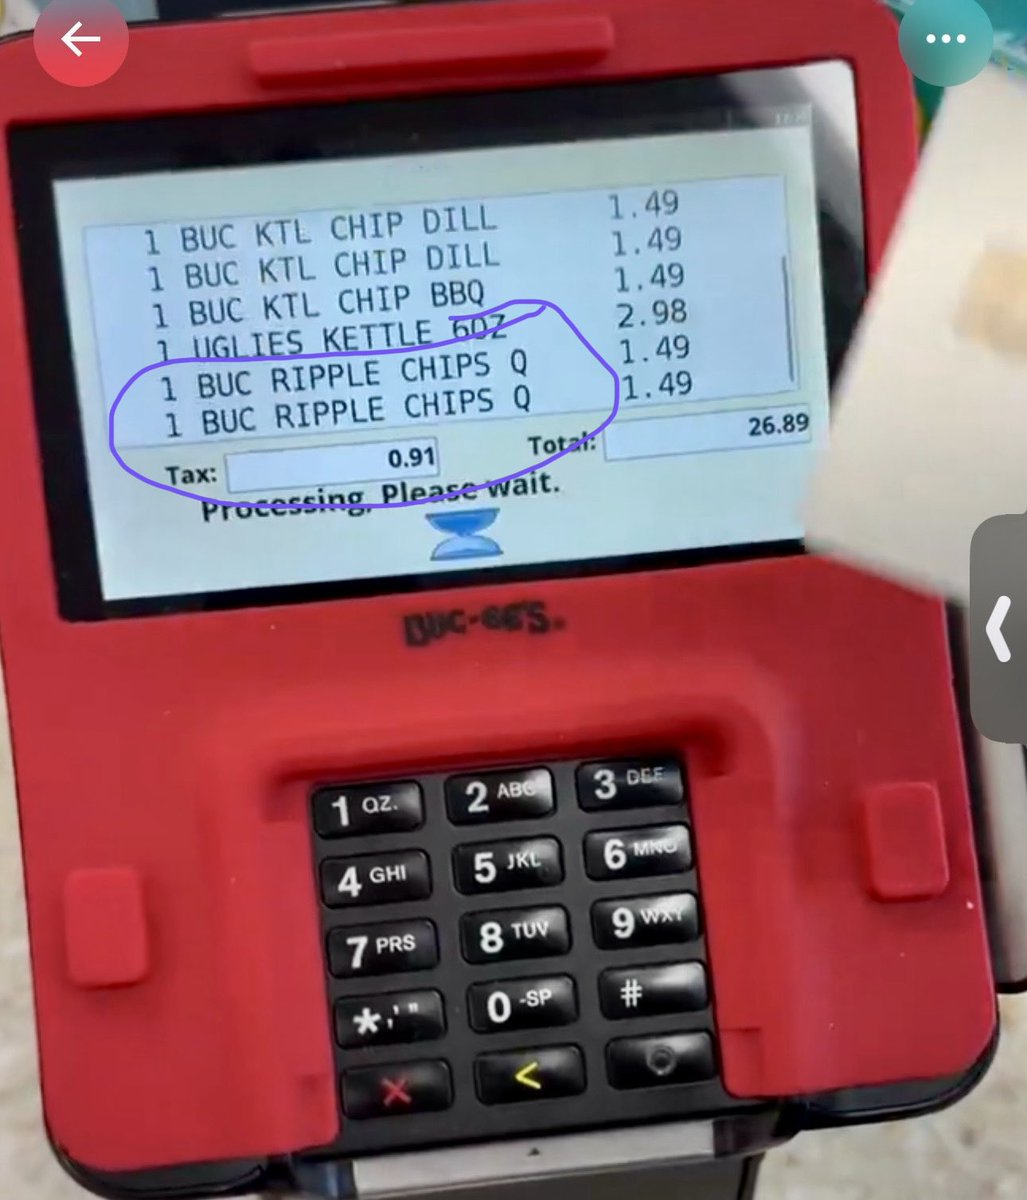 1 BUC KTL CHIP DILL 1.49
1 BUC KTL CHIP DILL 1.49
1 BUC KTL CHIP BBQ 1.49
1 UGLIES KETTLE 6OZ 2.98
1 BUC RIPPLE CHIPS Q 1.49
1 BUC RIPPLE CHIPS Q 1.49
Tax: 0.91 Total: 26.89
Processing, Please wait.
BUC-EE'S.
1 QZ. 2 ABC 3 DEF
4 GHI 5 JKL 6 MNO
7 PRS 8 TUV 9 WXY
*,'" 0 -SP #
X < O